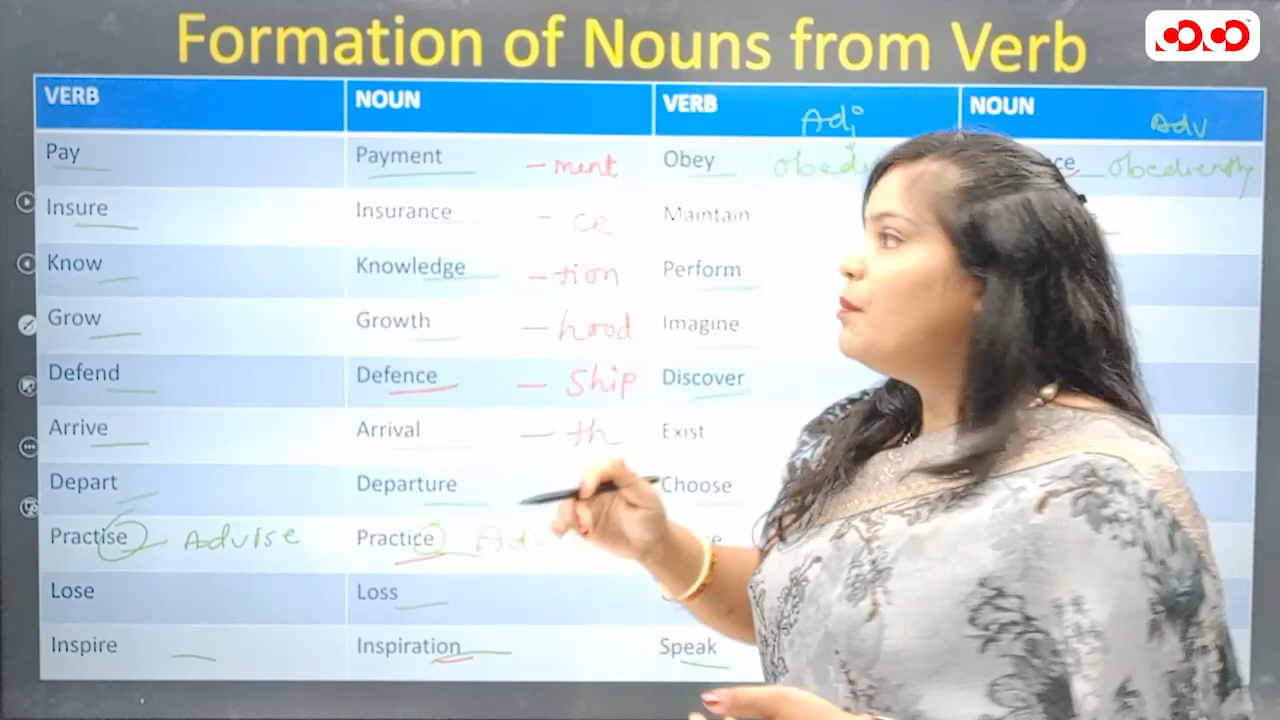 Formation of Nouns from Verb
VERB NOUN VERB Adj NOUN Adv
Pay Payment - ment Obey obediently
Insure Insurance - ce Maintain
Know Knowledge - tion Perform
Grow Growth - hood Imagine
Defend Defence - Ship Discover
Arrive Arrival - th Exist
Depart Departure Choose
Practise Advise Practice
Lose Loss
Inspire Inspiration Speak